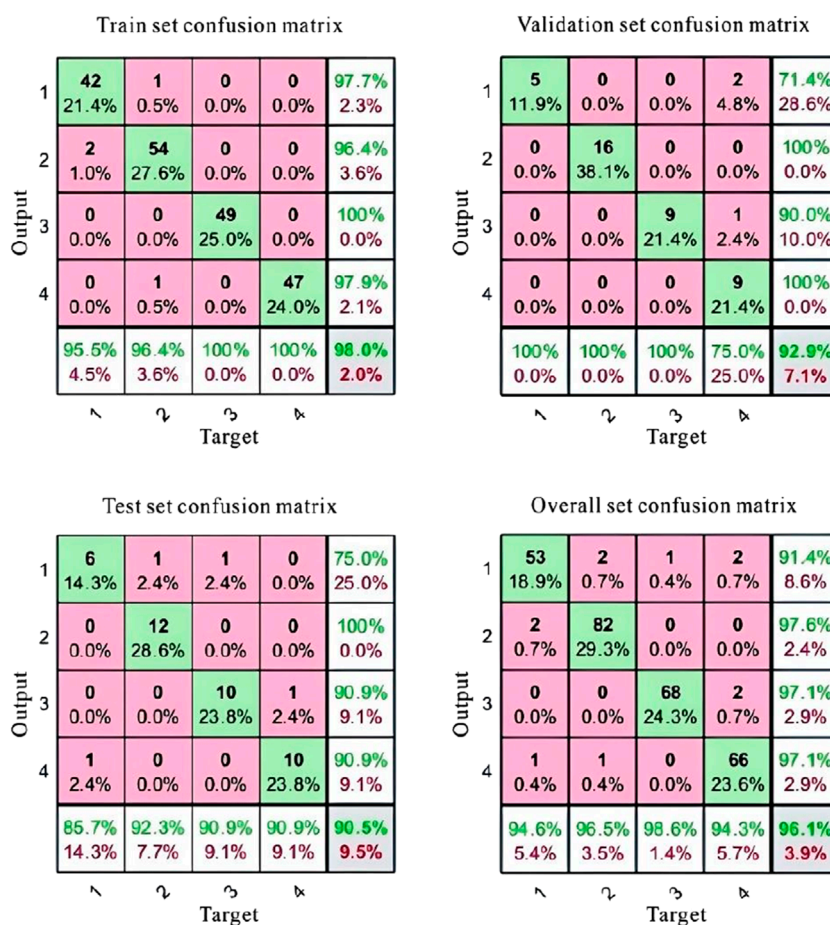 Train set confusion matrix
1
42 1 0 0 97.7%
21.4% 0.5% 0.0% 0.0% 2.3%
2
2 54 0 0 96.4%
1.0% 27.6% 0.0% 0.0% 3.6%
3
0 0 49 0 100%
0.0% 0.0% 25.0% 0.0% 0.0%
4
0 1 0 47 97.9%
0.0% 0.5% 0.0% 24.0% 2.1%
95.5% 96.4% 100% 100% 98.0%
4.5% 3.6% 0.0% 0.0% 2.0%
1 2 3 4
Output
Target
Validation set confusion matrix
1
5 0 0 2 71.4%
11.9% 0.0% 0.0% 4.8% 28.6%
2
0 16 0 0 100%
0.0% 38.1% 0.0% 0.0% 0.0%
3
0 0 9 1 90.0%
0.0% 0.0% 21.4% 2.4% 10.0%
4
0 0 0 9 100%
0.0% 0.0% 0.0% 21.4% 0.0%
100% 100% 100% 75.0% 92.9%
0.0% 0.0% 0.0% 25.0% 7.1%
1 2 3 4
Output
Target
Test set confusion matrix
1
6 1 1 0 75.0%
14.3% 2.4% 2.4% 0.0% 25.0%
2
0 12 0 0 100%
0.0% 28.6% 0.0% 0.0% 0.0%
3
0 0 10 1 90.9%
0.0% 0.0% 23.8% 2.4% 9.1%
4
1 0 0 10 90.9%
2.4% 0.0% 0.0% 23.8% 9.1%
85.7% 92.3% 90.9% 90.9% 90.5%
14.3% 7.7% 9.1% 9.1% 9.5%
1 2 3 4
Output
Target
Overall set confusion matrix
1
53 2 1 2 91.4%
18.9% 0.7% 0.4% 0.7% 8.6%
2
2 82 0 0 97.6%
0.7% 29.3% 0.0% 0.0% 2.4%
3
0 0 68 2 97.1%
0.0% 0.0% 24.3% 0.7% 2.9%
4
1 1 0 66 97.1%
0.4% 0.4% 0.0% 23.6% 2.9%
94.6% 96.5% 98.6% 94.3% 96.1%
5.4% 3.5% 1.4% 5.7% 3.9%
1 2 3 4
Output
Target